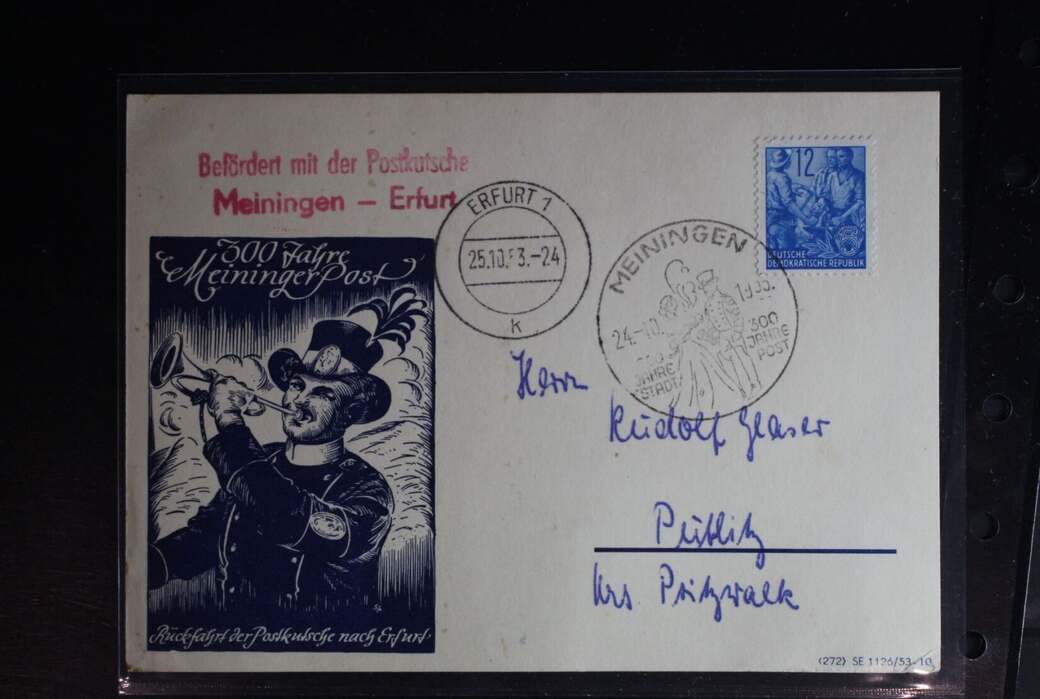 Befördert mit der Postkutsche
Meiningen – Erfurt
300 Jahre
Meininger Post
Rückfahrt der Postkutsche nach Erfurt
ERFURT 1
25.10.53.-24
k
MEININGEN
24.-10.
1953.
JAHRE
STADT
300
JAHRE
POST
12
DEUTSCHE
DEMOKRATISCHE REPUBLIK
Herrn
Rudolf Glaser
Krs Pritzwalk
(272) SE 1126/53-10